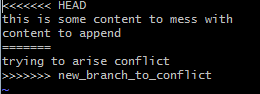 <<<<<<< HEAD
this is some content to mess with
content to append
=======
trying to arise conflict
>>>>>>> new_branch_to_conflict
~